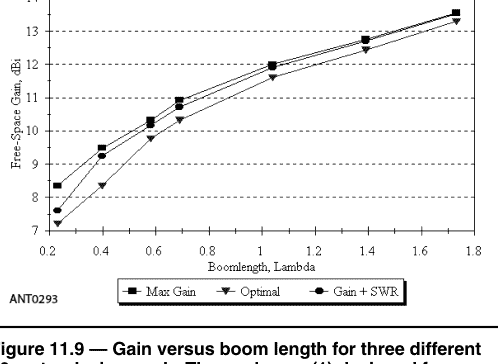 14
13
12
11
10
9
8
7
Free-Space Gain, dBi
0.2 0.4 0.6 0.8 1 1.2 1.4 1.6 1.8
Boomlength, Lambda
Max Gain Optimal Gain + SWR
ANT0293
igure 11.9 — Gain versus boom length for three different